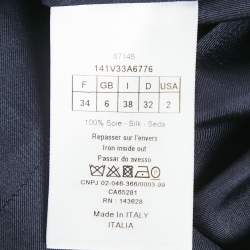 37145
141V33A6776
F GB I D USA
34 6 38 32 2
100% Soie - Silk - Seda
Repasser sur l'envers
Iron inside out
Passar do avesso
CNPJ 02-046-366/0003-99
CA65281
RN : 143628
Made in ITALY
ITALIA